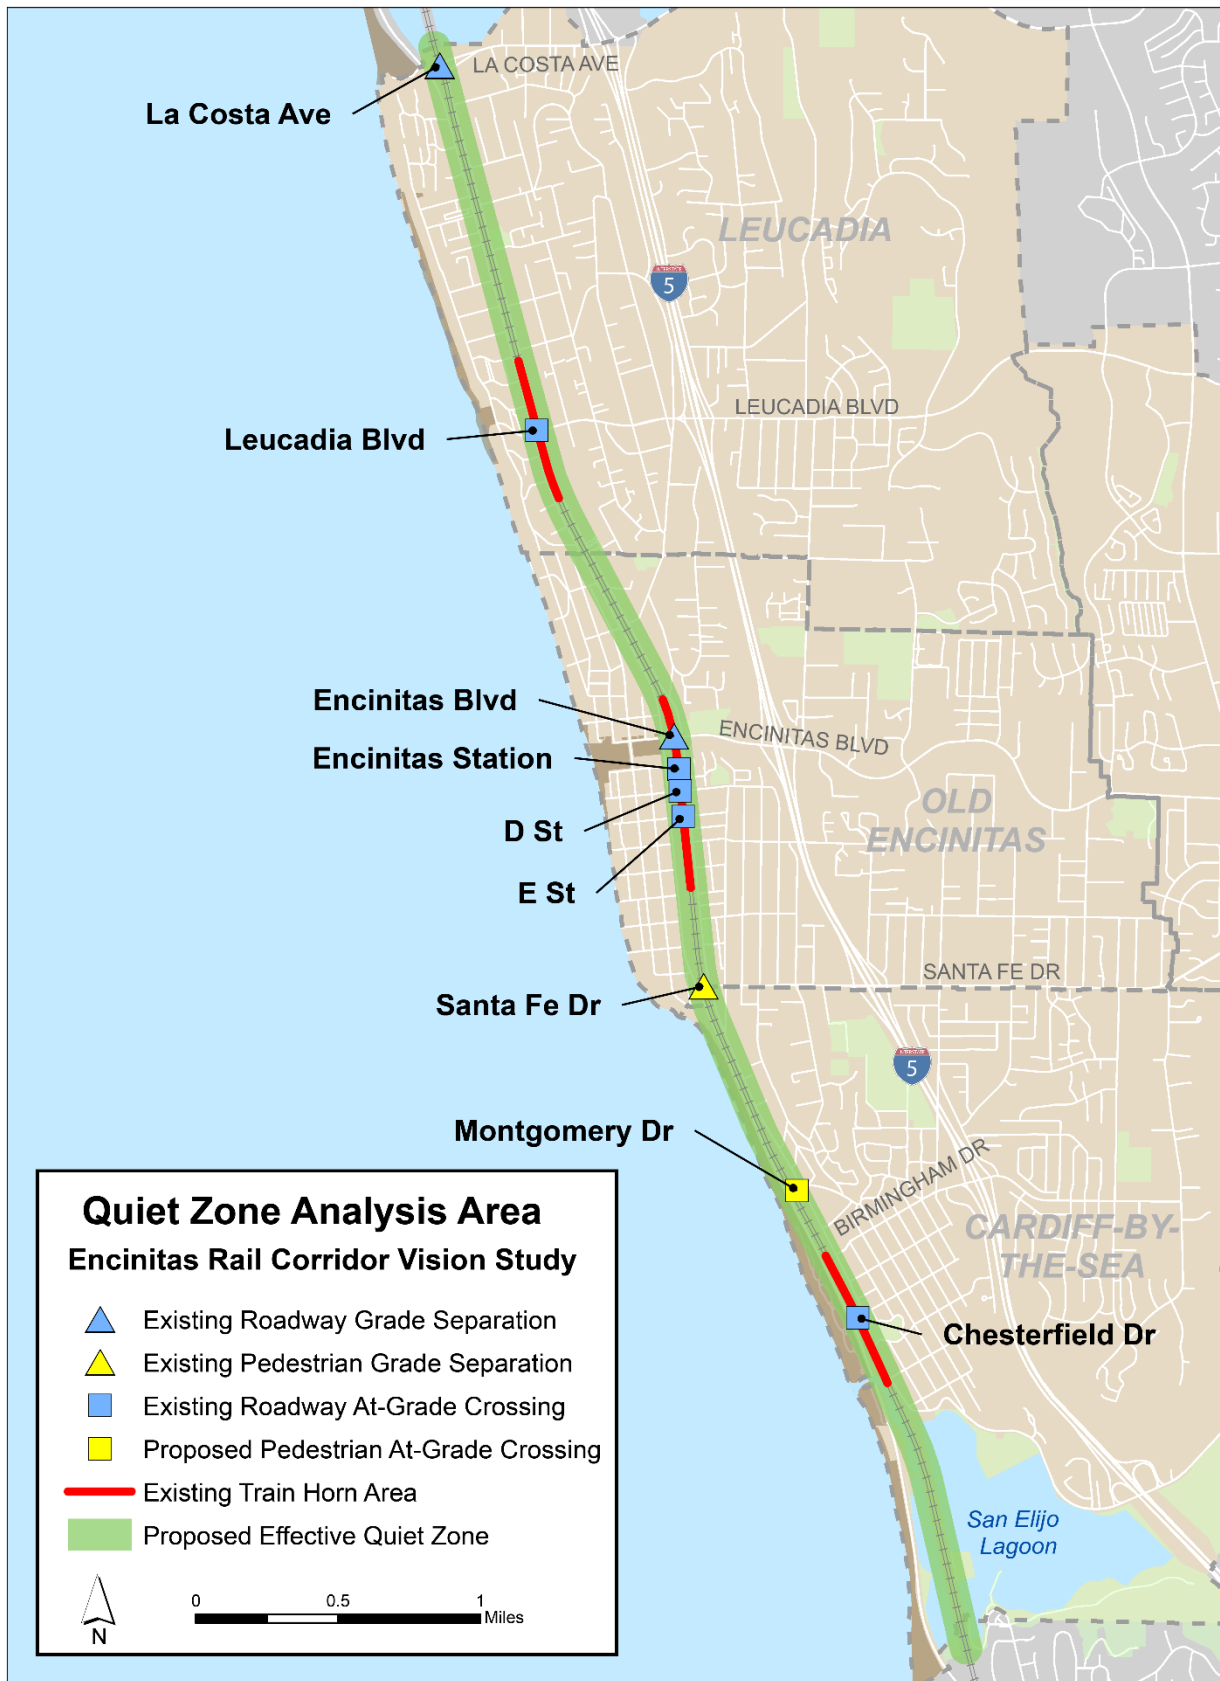 LA COSTA AVE
La Costa Ave
LEUCADIA
INTERSTATE
5
LEUCADIA BLVD
Leucadia Blvd
Encinitas Blvd
ENCINITAS BLVD
Encinitas Station
OLD
ENCINITAS
D St
E St
SANTA FE DR
Santa Fe Dr
INTERSTATE
5
Montgomery Dr
BIRMINGHAM DR
CARDIFF-BY-
THE-SEA
Chesterfield Dr
San Elijo
Lagoon
Quiet Zone Analysis Area
Encinitas Rail Corridor Vision Study
Existing Roadway Grade Separation
Existing Pedestrian Grade Separation
Existing Roadway At-Grade Crossing
Proposed Pedestrian At-Grade Crossing
Existing Train Horn Area
Proposed Effective Quiet Zone
N
0 0.5 1
Miles